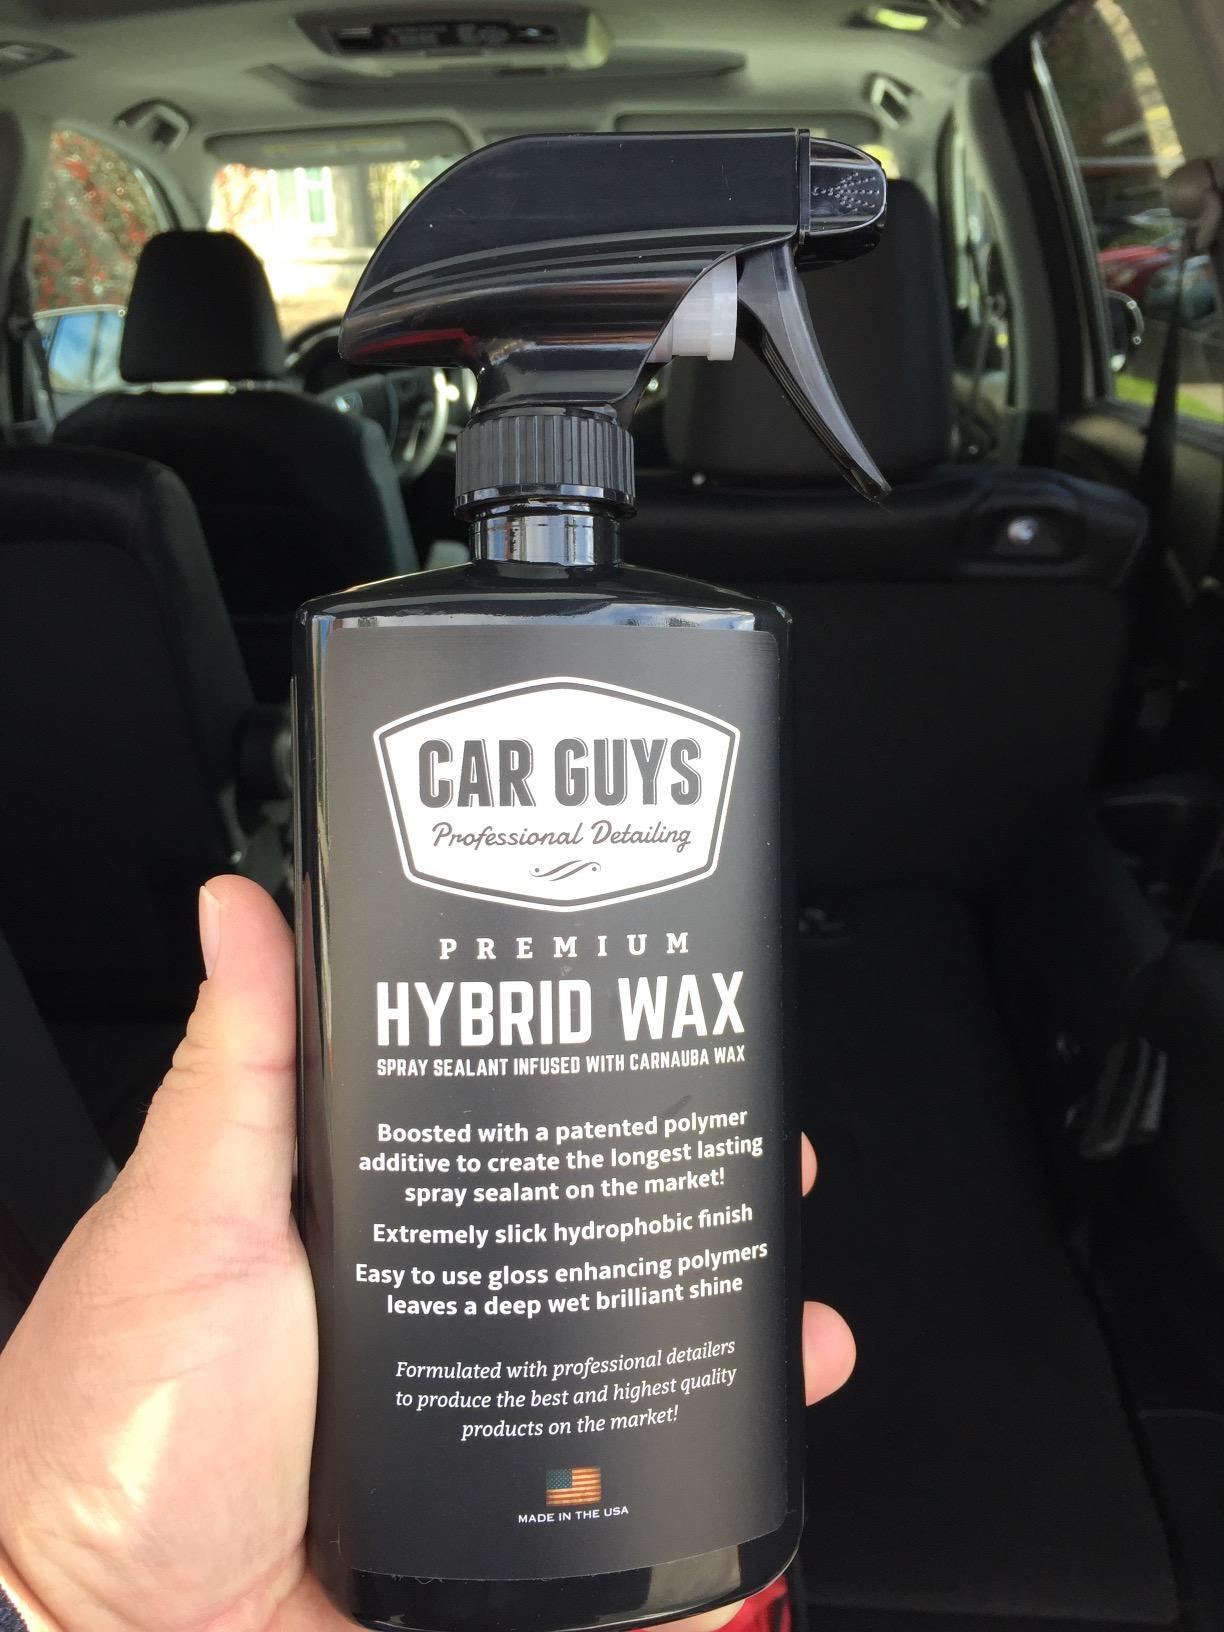 CAR GUYS
Professional Detailing
PREMIUM
HYBRID WAX
SPRAY SEALANT INFUSED WITH CARNAUBA WAX
Boosted with a patented polymer
additive to create the longest lasting
spray sealant on the market!
Extremely slick hydrophobic finish
Easy to use gloss enhancing polymers
leaves a deep wet brilliant shine
Formulated with professional detailers
to produce the best and highest quality
products on the market!
MADE IN THE USA